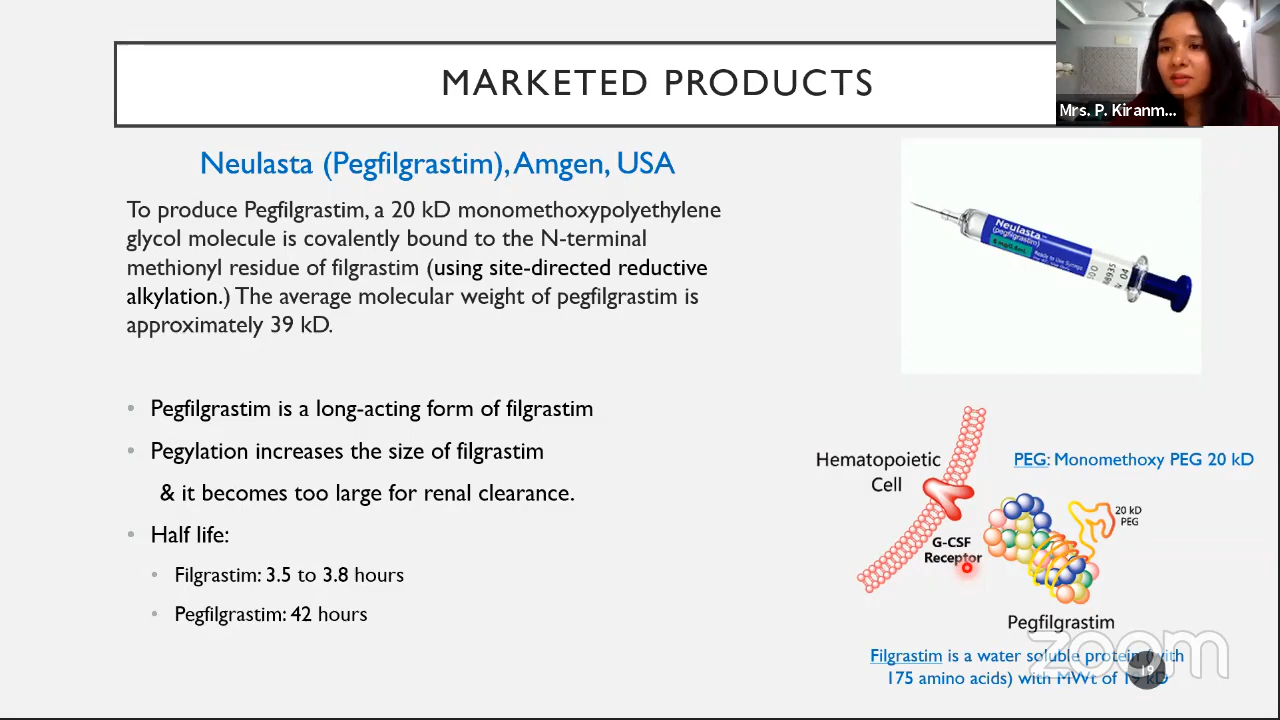 MARKETED PRODUCTS
Mrs. P. Kiranm...
Neulasta (Pegfilgrastim), Amgen, USA
To produce Pegfilgrastim, a 20 kD monomethoxypolyethylene
glycol molecule is covalently bound to the N-terminal
methionyl residue of filgrastim (using site-directed reductive
alkylation.) The average molecular weight of pegfilgrastim is
approximately 39 kD.
Neulasta
(pegfilgrastim)
• Pegfilgrastim is a long-acting form of filgrastim
• Pegylation increases the size of filgrastim
& it becomes too large for renal clearance.
• Half life:
• Filgrastim: 3.5 to 3.8 hours
• Pegfilgrastim: 42 hours
Hematopoietic
Cell
PEG: Monomethoxy PEG 20 kD
G-CSF
Receptor
20 kD
PEG
Pegfilgrastim
Filgrastim is a water soluble protein (with
175 amino acids) with MWt of 19 kD
zoom
19